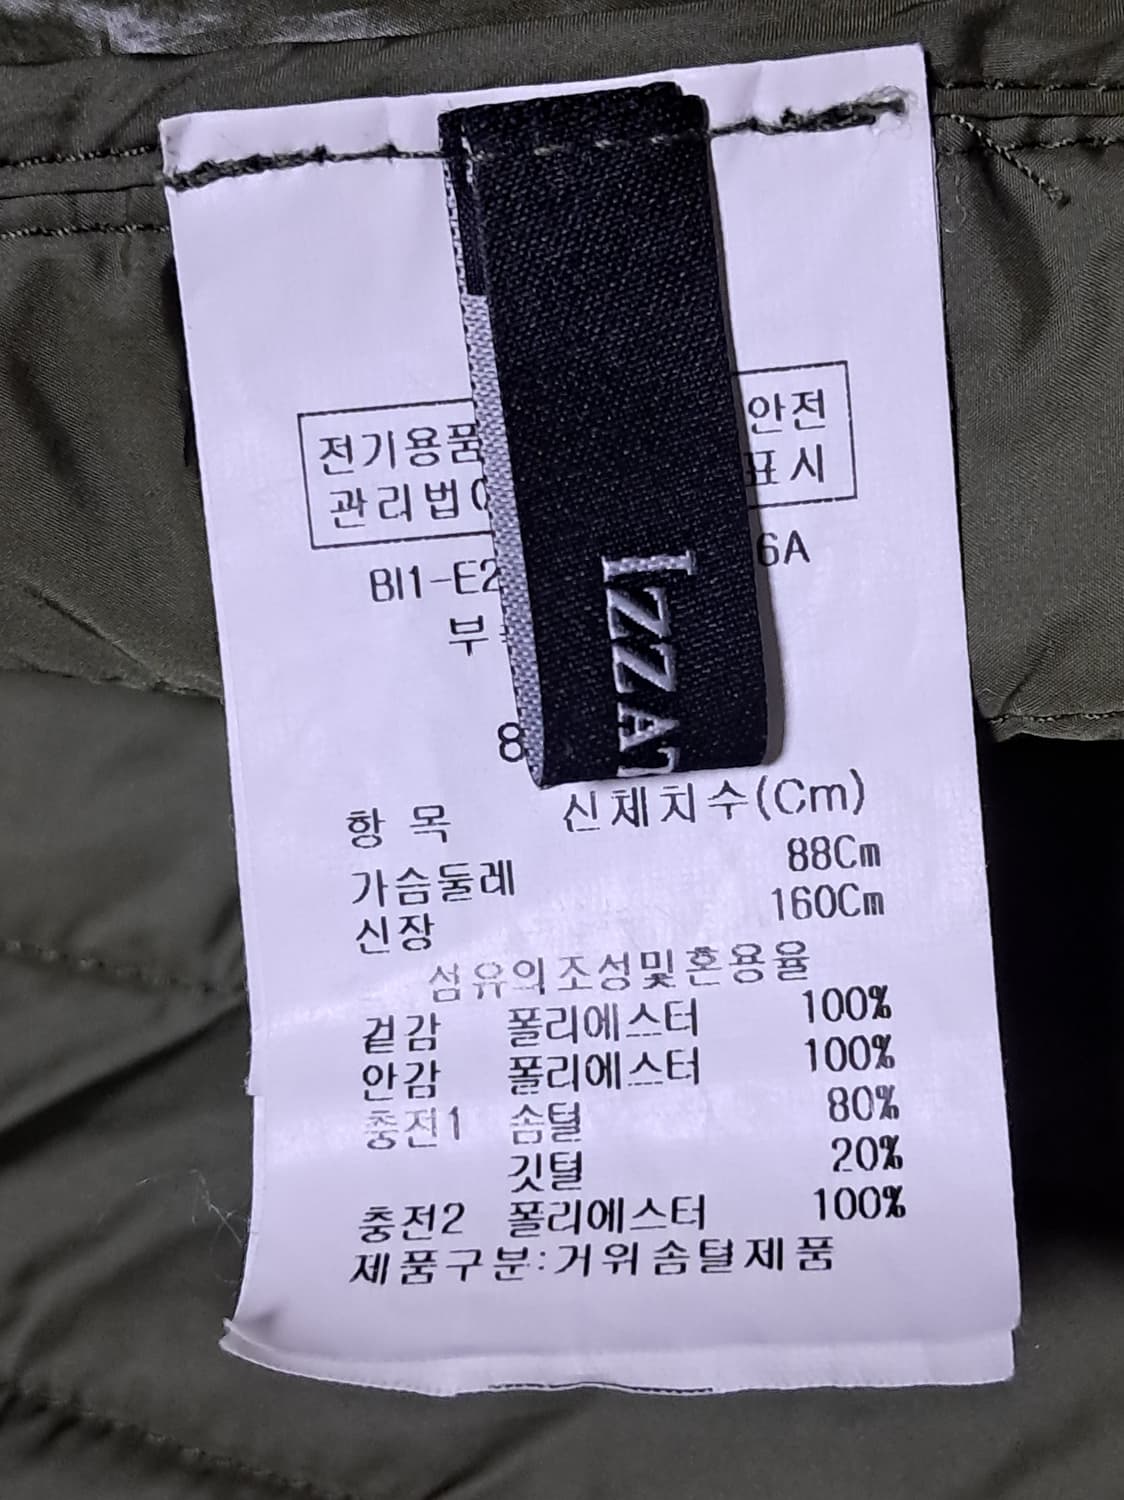 전기용품 안전
관리법 표시
BI1-E2 6A
부
8
IZZAT
항 목 신체치수(Cm)
가슴둘레 88Cm
신장 160Cm
섬유의조성및혼용율
겉감 폴리에스터 100%
안감 폴리에스터 100%
충전1 솜털 80%
깃털 20%
충전2 폴리에스터 100%
제품구분:거위솜털제품